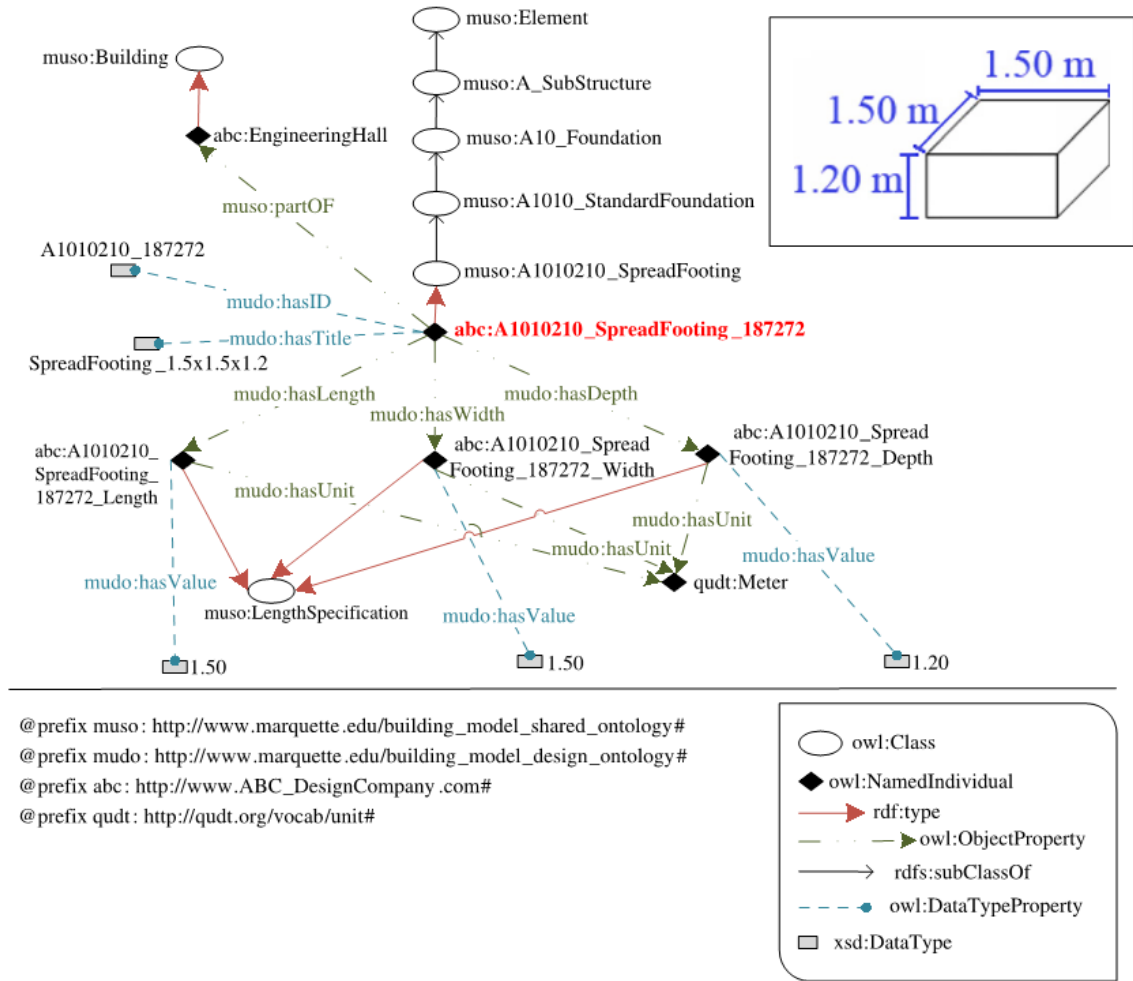 muso:Element
muso:Building
muso:A_SubStructure
abc:EngineeringHall
muso:A10_Foundation
muso:partOF
muso:A1010_StandardFoundation
A1010210_187272
muso:A1010210_SpreadFooting
mudo:hasID
mudo:hasTitle
abc:A1010210_SpreadFooting_187272
SpreadFooting_1.5x1.5x1.2
mudo:hasLength
mudo:hasWidth
mudo:hasDepth
abc:A1010210_
SpreadFooting_
187272_Length
abc:A1010210_Spread
Footing_187272_Width
abc:A1010210_Spread
Footing_187272_Depth
mudo:hasUnit
mudo:hasUnit
mudo:hasUnit
mudo:hasValue
mudo:hasValue
mudo:hasValue
qudt:Meter
muso:LengthSpecification
1.50
1.50
1.20
1.50 m
1.50 m
1.20 m
@prefix muso: http://www.marquette.edu/building_model_shared_ontology#
@prefix mudo: http://www.marquette.edu/building_model_design_ontology#
@prefix abc: http://www.ABC_DesignCompany.com#
@prefix qudt: http://qudt.org/vocab/unit#
owl:Class
owl:NamedIndividual
rdf:type
owl:ObjectProperty
rdfs:subClassOf
owl:DataTypeProperty
xsd:DataType